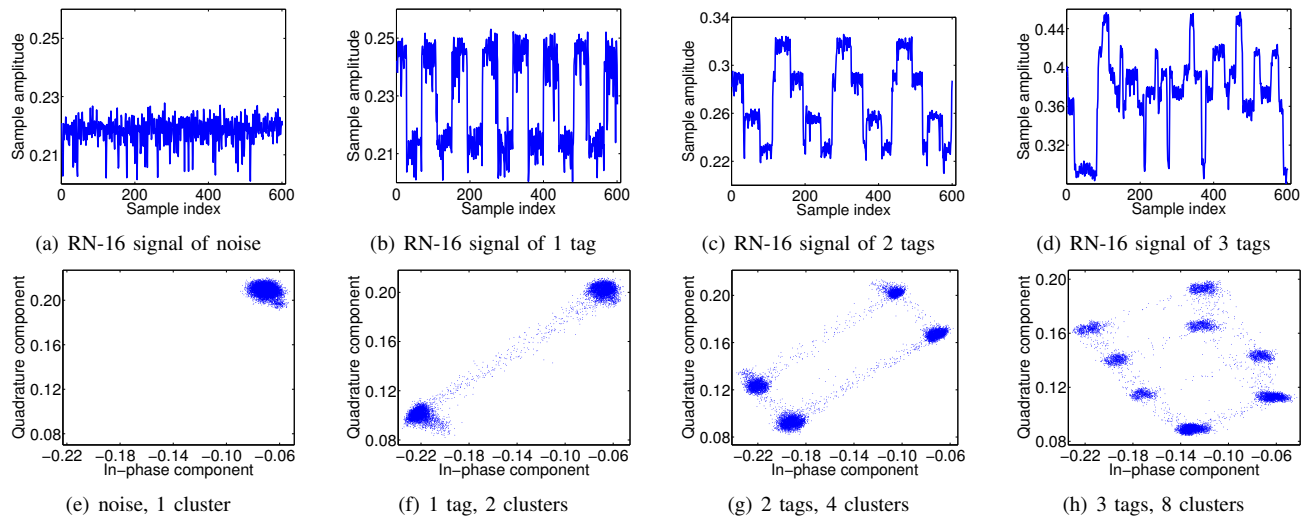 Sample amplitude
0.25
0.23
0.21
0 200 400 600
Sample index
(a) RN-16 signal of noise
Sample amplitude
0.25
0.23
0.21
0 200 400 600
Sample index
(b) RN-16 signal of 1 tag
Sample amplitude
0.34
0.3
0.26
0.22
0 200 400 600
Sample index
(c) RN-16 signal of 2 tags
Sample amplitude
0.44
0.4
0.36
0.32
0 200 400 600
Sample index
(d) RN-16 signal of 3 tags
Quadrature component
0.20
0.16
0.12
0.08
−0.22 −0.18 −0.14 −0.10 −0.06
In−phase component
(e) noise, 1 cluster
Quadrature component
0.20
0.16
0.12
0.08
−0.22 −0.18 −0.14 −0.10 −0.06
In−phase component
(f) 1 tag, 2 clusters
Quadrature component
0.20
0.16
0.12
0.08
−0.22 −0.18 −0.14 −0.10 −0.06
In−phase component
(g) 2 tags, 4 clusters
Quadrature component
0.20
0.16
0.12
0.08
−0.22 −0.18 −0.14 −0.10 −0.06
In−phase component
(h) 3 tags, 8 clusters